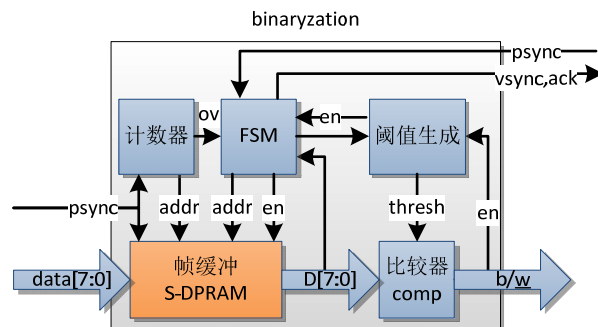 binaryzation
psync
vsync,ack
计数器
ov
FSM
en
阈值生成
psync
addr
addr
en
thresh
en
data[7:0]
帧缓冲
S-DPRAM
D[7:0]
比较器
comp
b/w